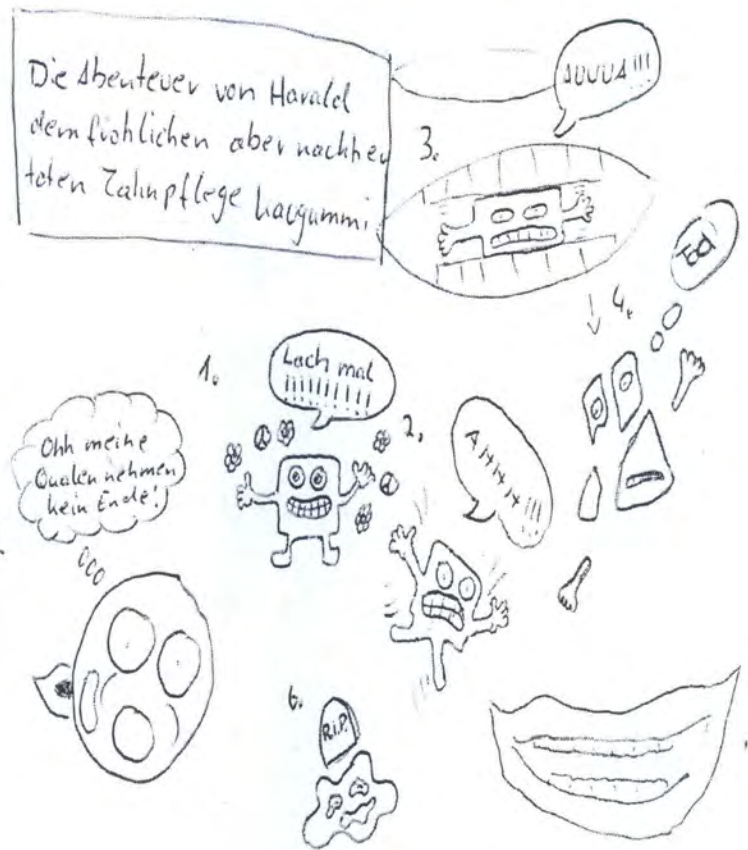 Die Abenteuer von Harald
dem fröhlichen aber nachher
toten Zahnpflege kaugummi
AUUUA !!!
3.
4.
Tod
1.
Lach mal
!!!!!!!!!!
2.
AHHH !!!
Ohh meine
Qualen nehmen
kein Ende!
6.
R.i.P.